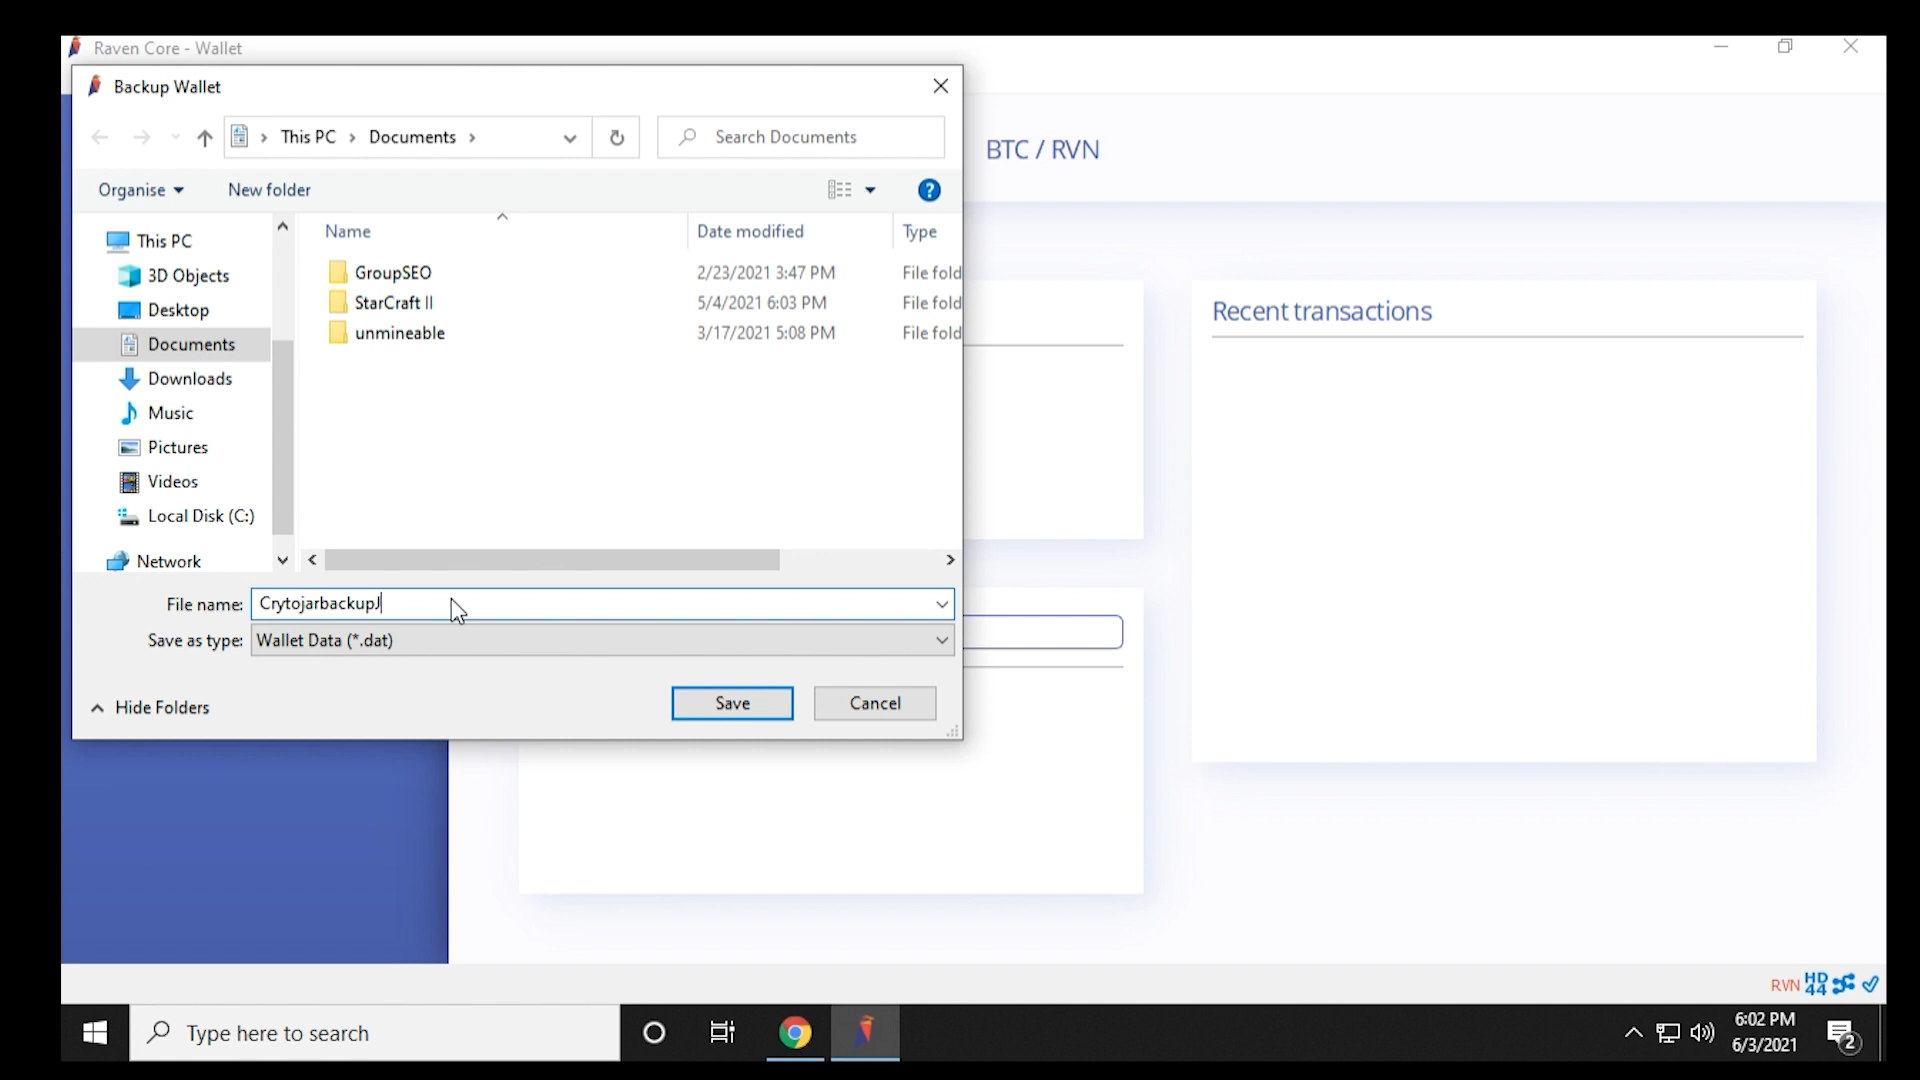 Raven Core - Wallet
Backup Wallet
This PC > Documents >
Search Documents
BTC / RVN
Organise
New folder
?
Name
Date modified
Type
This PC
3D Objects
Desktop
Documents
Downloads
Music
Pictures
Videos
Local Disk (C:)
Network
GroupSEO 2/23/2021 3:47 PM File fold
StarCraft II 5/4/2021 6:03 PM File fold
unmineable 3/17/2021 5:08 PM File fold
Recent transactions
File name: CrytojarbackupJ
Save as type: Wallet Data (*.dat)
Hide Folders
Save
Cancel
RVN HD
44
Type here to search
6:02 PM
6/3/2021
2